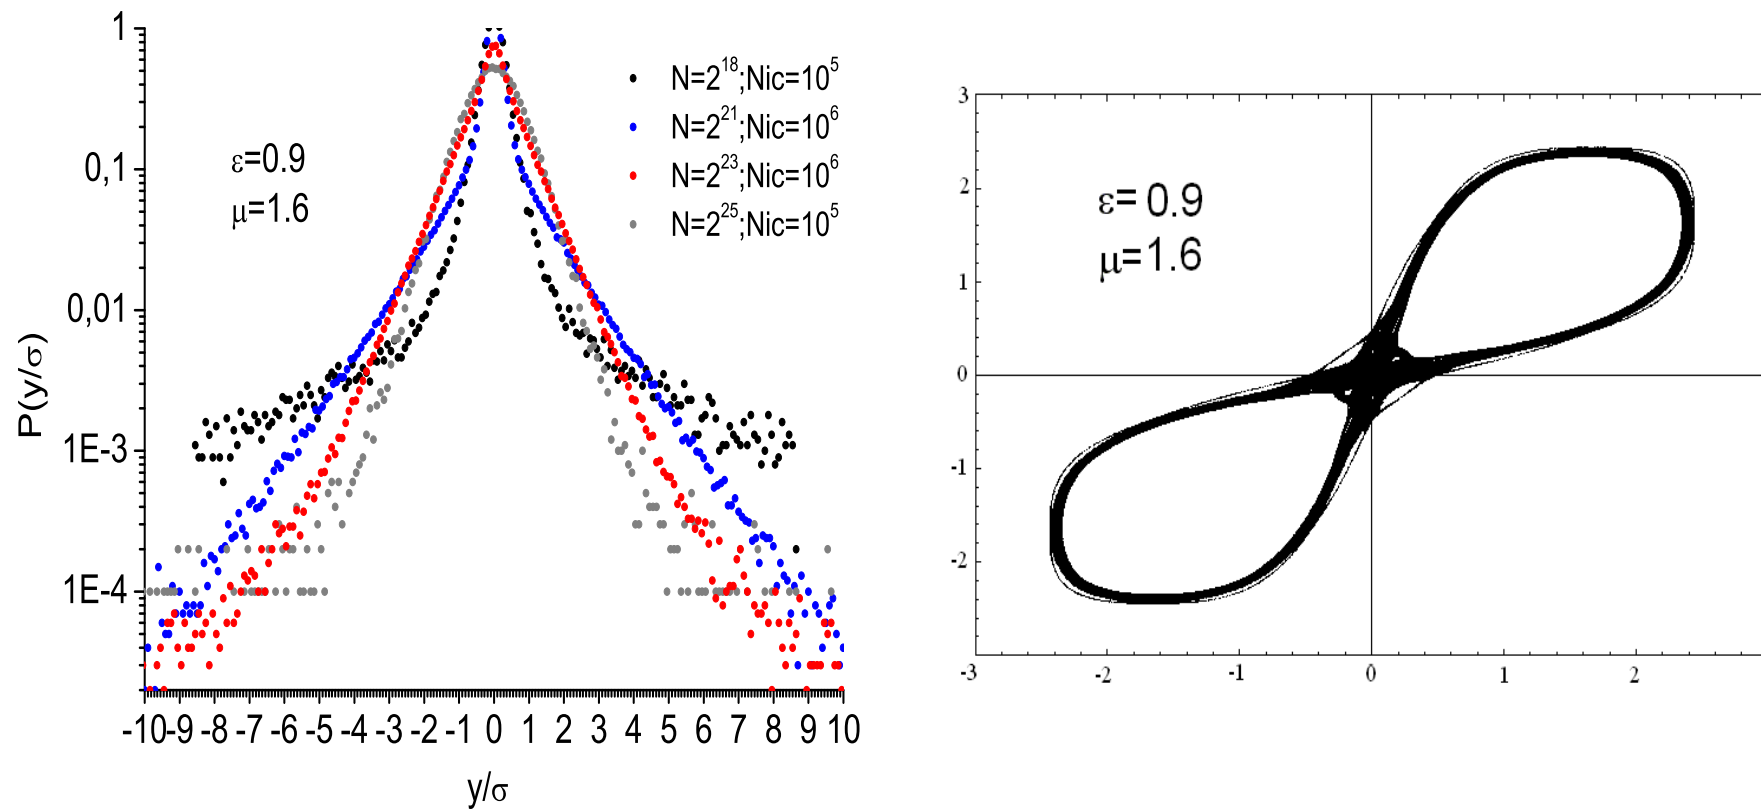 1
0,1
0,01
1E-3
1E-4
P(y/σ)
ε=0.9
μ=1.6
N=2^18;Nic=10^5
N=2^21;Nic=10^6
N=2^23;Nic=10^6
N=2^25;Nic=10^5
-10 -9 -8 -7 -6 -5 -4 -3 -2 -1 0 1 2 3 4 5 6 7 8 9 10
y/σ
3
2
1
0
-1
-2
ε= 0.9
μ=1.6
-3 -2 -1 0 1 2